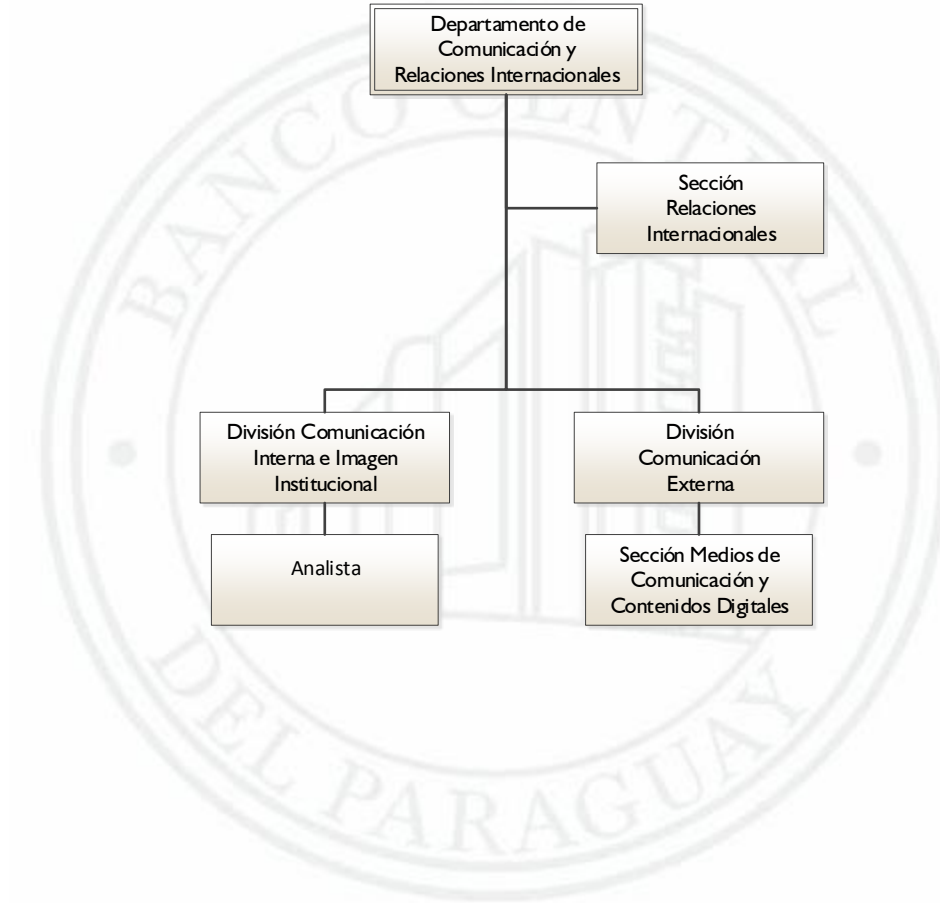 Departamento de
Comunicación y
Relaciones Internacionales
Sección
Relaciones
Internacionales
División Comunicación
Interna e Imagen
Institucional
División
Comunicación
Externa
Analista
Sección Medios de
Comunicación y
Contenidos Digitales
BANCO CENTRAL
DEL PARAGUAY